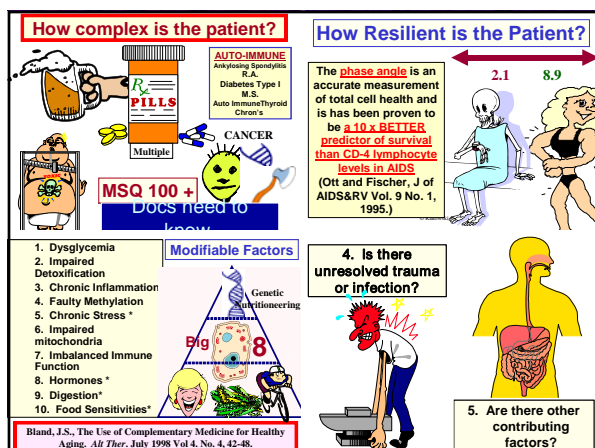 How complex is the patient?
Rx
PILLS
Multiple
AUTO-IMMUNE
Ankylosing Spondylitis
R.A.
Diabetes Type I
M.S.
Auto ImmuneThyroid
Chron's
CANCER
TOXIC
MSQ 100 +
Docs need to
know
How Resilient is the Patient?
The phase angle is an
accurate measurement
of total cell health and
is has been proven to
be a 10 x BETTER
predictor of survival
than CD-4 lymphocyte
levels in AIDS
(Ott and Fischer, J of
AIDS&RV Vol. 9 No. 1,
1995.)
2.1
8.9
1. Dysglycemia
2. Impaired
Detoxification
3. Chronic Inflammation
4. Faulty Methylation
5. Chronic Stress *
6. Impaired
mitochondria
7. Imbalanced Immune
Function
8. Hormones *
9. Digestion*
10. Food Sensitivities*
Modifiable Factors
Genetic
Nutritioneering
Big 8
Bland, J.S., The Use of Complementary Medicine for Healthy
Aging. Alt Ther. July 1998 Vol 4. No. 4, 42-48.
4. Is there
unresolved trauma
or infection?
5. Are there other
contributing
factors?